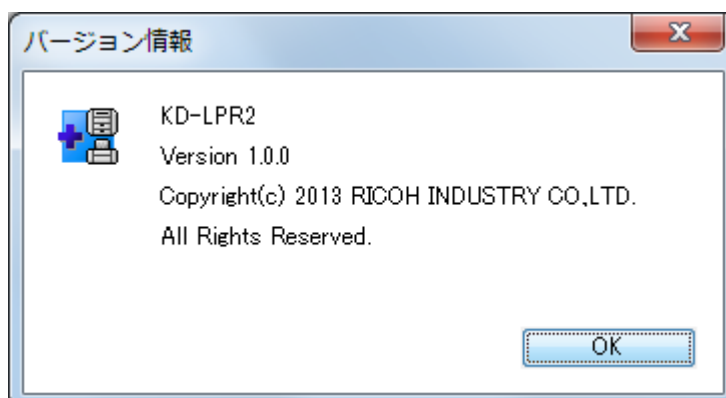 バージョン情報
KD-LPR2
Version 1.0.0
Copyright(c) 2013 RICOH INDUSTRY CO,LTD.
All Rights Reserved.
OK